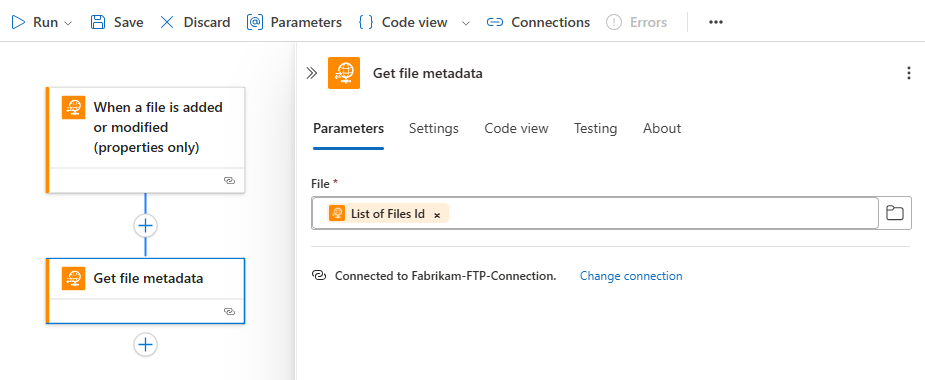 Run Save Discard Parameters Code view Connections Errors
When a file is added
or modified
(properties only)
Get file metadata
Get file metadata
Parameters Settings Code view Testing About
File *
List of Files Id ×
Connected to Fabrikam-FTP-Connection. Change connection